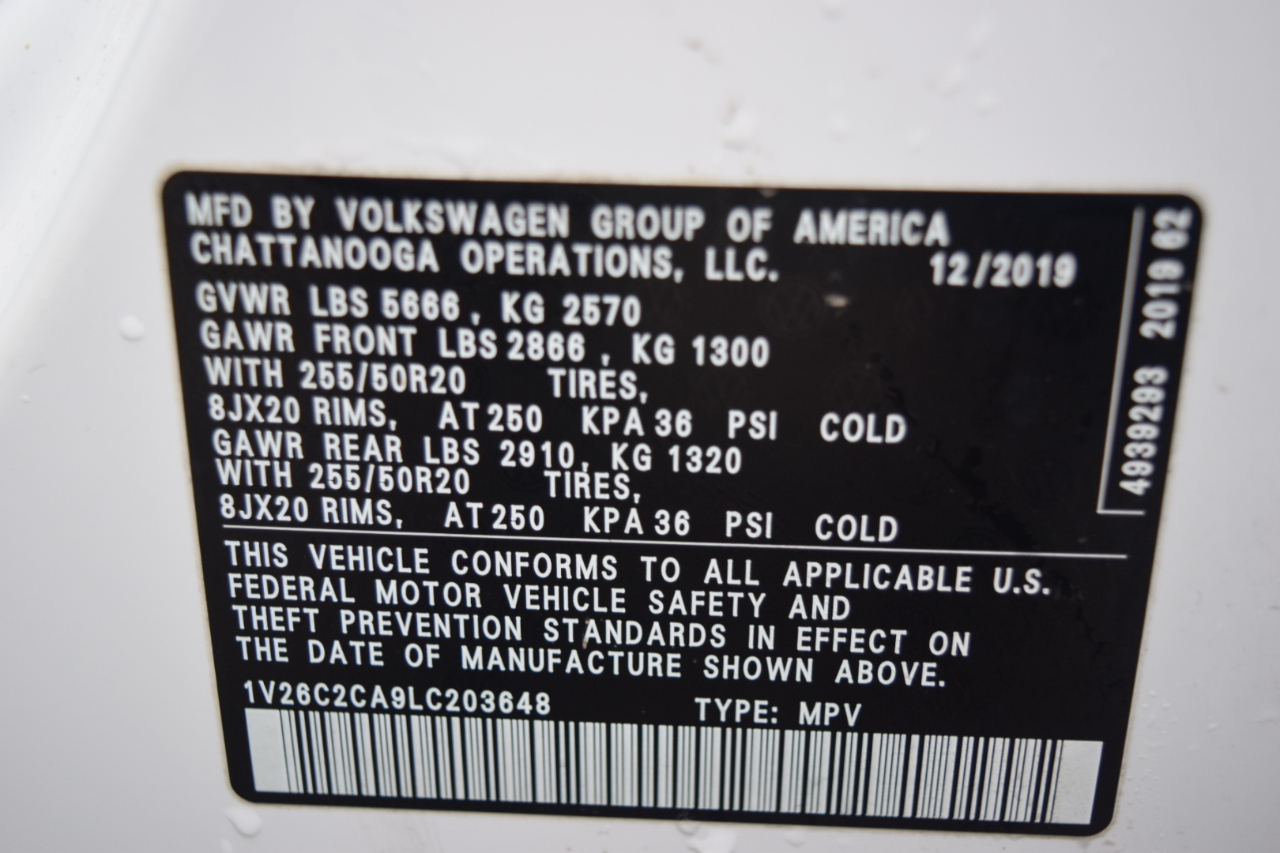 MFD BY VOLKSWAGEN GROUP OF AMERICA
CHATTANOOGA OPERATIONS, LLC. 12/2019
GVWR LBS 5666, KG 2570
GAWR FRONT LBS 2866, KG 1300
WITH 255/50R20 TIRES,
8JX20 RIMS, AT 250 KPA 36 PSI COLD
GAWR REAR LBS 2910, KG 1320
WITH 255/50R20 TIRES,
8JX20 RIMS, AT 250 KPA 36 PSI COLD
THIS VEHICLE CONFORMS TO ALL APPLICABLE U.S.
FEDERAL MOTOR VEHICLE SAFETY AND
THEFT PREVENTION STANDARDS IN EFFECT ON
THE DATE OF MANUFACTURE SHOWN ABOVE.
1V26C2CA9LC203648 TYPE: MPV
4939293 2019 62